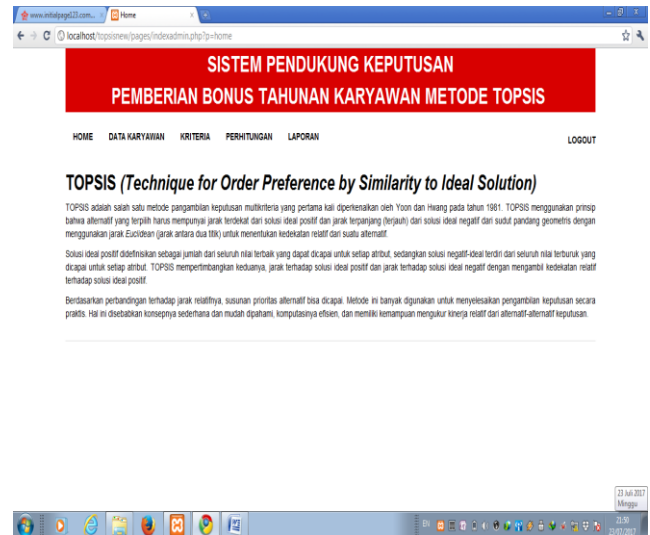 www.initialpage123.com...
Home
localhost/topsisnew/pages/indexadmin.php?p=home
SISTEM PENDUKUNG KEPUTUSAN
PEMBERIAN BONUS TAHUNAN KARYAWAN METODE TOPSIS
HOME DATA KARYAWAN KRITERIA PERHITUNGAN LAPORAN LOGOUT
TOPSIS (Technique for Order Preference by Similarity to Ideal Solution)
TOPSIS adalah salah satu metode pangambilan keputusan multikriteria yang pertama kali diperkenalkan oleh Yoon dan Hwang pada tahun 1981. TOPSIS menggunakan prinsip
bahwa alternatif yang terpilih harus mempunyai jarak terdekat dari solusi ideal positif dan jarak terpanjang (terjauh) dari solusi ideal negatif dari sudut pandang geometris dengan
menggunakan jarak Eucidean (jarak antara dua titik) untuk menentukan kedekatan relatif dari suatu alternatif.
Solusi ideal positif didefinisikan sebagai jumlah dari seluruh nilai terbaik yang dapat dicapai untuk setiap atribut, sedangkan solusi negatif-ideal terdiri dari seluruh nilai terburuk yang
dicapai untuk setiap atribut. TOPSIS mempertimbangkan keduanya, jarak terhadap solusi ideal positif dan jarak terhadap solusi ideal negatif dengan mengambil kedekatan relatif
terhadap solusi ideal positif.
Berdasarkan perbandingan terhadap jarak relatifnya, susunan prioritas alternatif bisa dicapai. Metode ini banyak digunakan untuk menyelesaikan pengambilan keputusan secara
praktis. Hal ini disebabkan konsepnya sederhana dan mudah dipahami, komputasinya efisien, dan memiliki kemampuan mengukur kinerja relatif dari alternatif-alternatif keputusan.
23 Juli 2017
Minggu
EN
21:50
23/07/2017